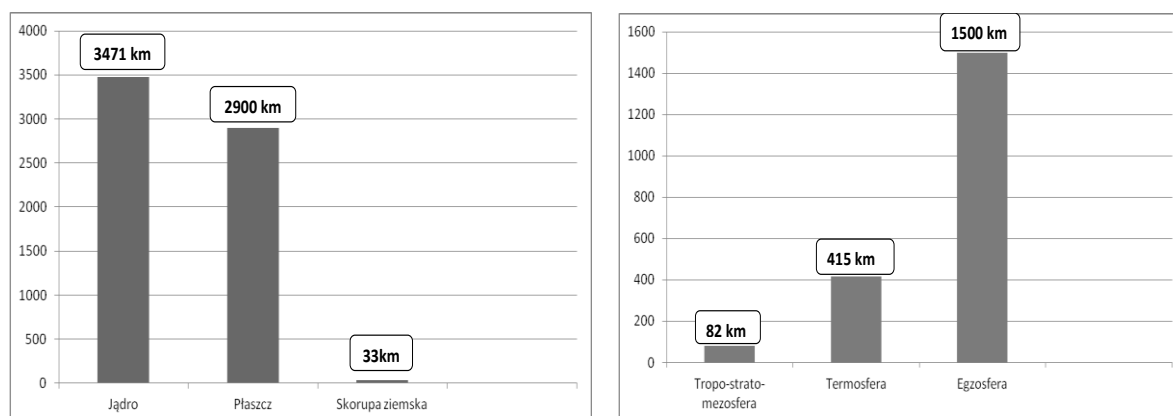 4000
3500
3000
2500
2000
1500
1000
500
0
3471 km
2900 km
33km
Jądro
Płaszcz
Skorupa ziemska
1600
1400
1200
1000
800
600
400
200
0
1500 km
415 km
82 km
Tropo-strato-
mezosfera
Termosfera
Egzosfera